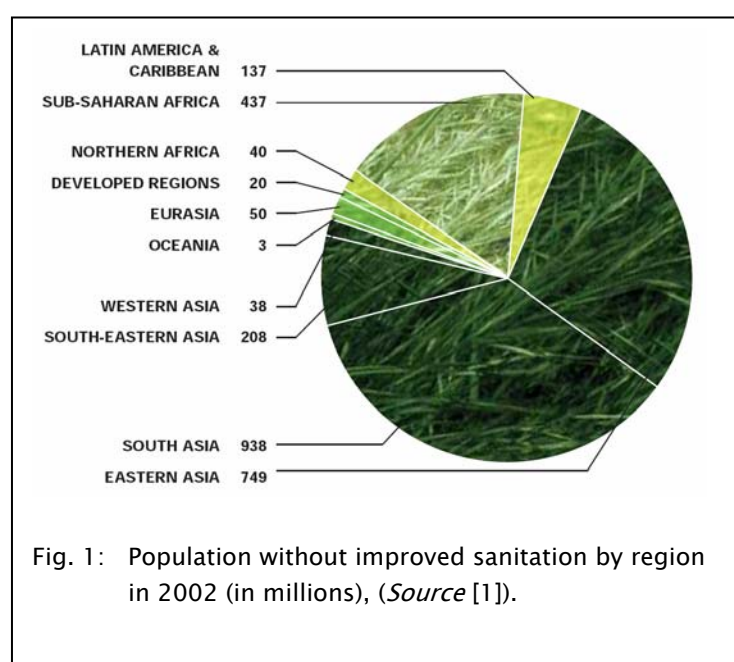 LATIN AMERICA &
CARIBBEAN 137
SUB-SAHARAN AFRICA 437
NORTHERN AFRICA 40
DEVELOPED REGIONS 20
EURASIA 50
OCEANIA 3
WESTERN ASIA 38
SOUTH-EASTERN ASIA 208
SOUTH ASIA 938
EASTERN ASIA 749
Fig. 1: Population without improved sanitation by region
in 2002 (in millions), (Source [1]).